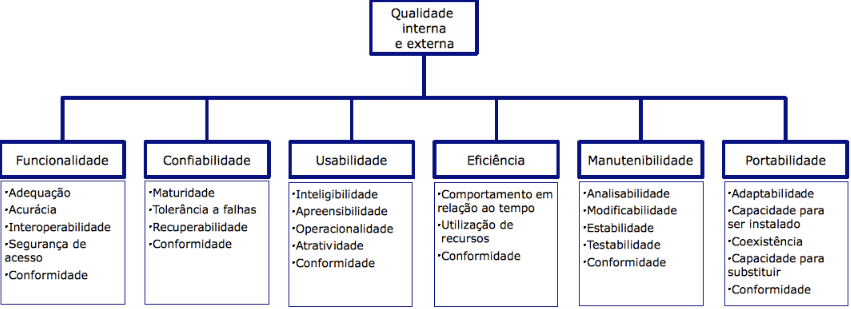 Qualidade
interna
e externa
Funcionalidade
Confiabilidade
Usabilidade
Eficiência
Manutenibilidade
Portabilidade
·Adequação
·Acurácia
·Interoperabilidade
·Segurança de
acesso
·Conformidade
·Maturidade
·Tolerância a falhas
·Recuperabilidade
·Conformidade
·Inteligibilidade
·Apreensibilidade
·Operacionalidade
·Atratividade
·Conformidade
·Comportamento em
relação ao tempo
·Utilização de
recursos
·Conformidade
·Analisabilidade
·Modificabilidade
·Estabilidade
·Testabilidade
·Conformidade
·Adaptabilidade
·Capacidade para
ser instalado
·Coexistência
·Capacidade para
substituir
·Conformidade